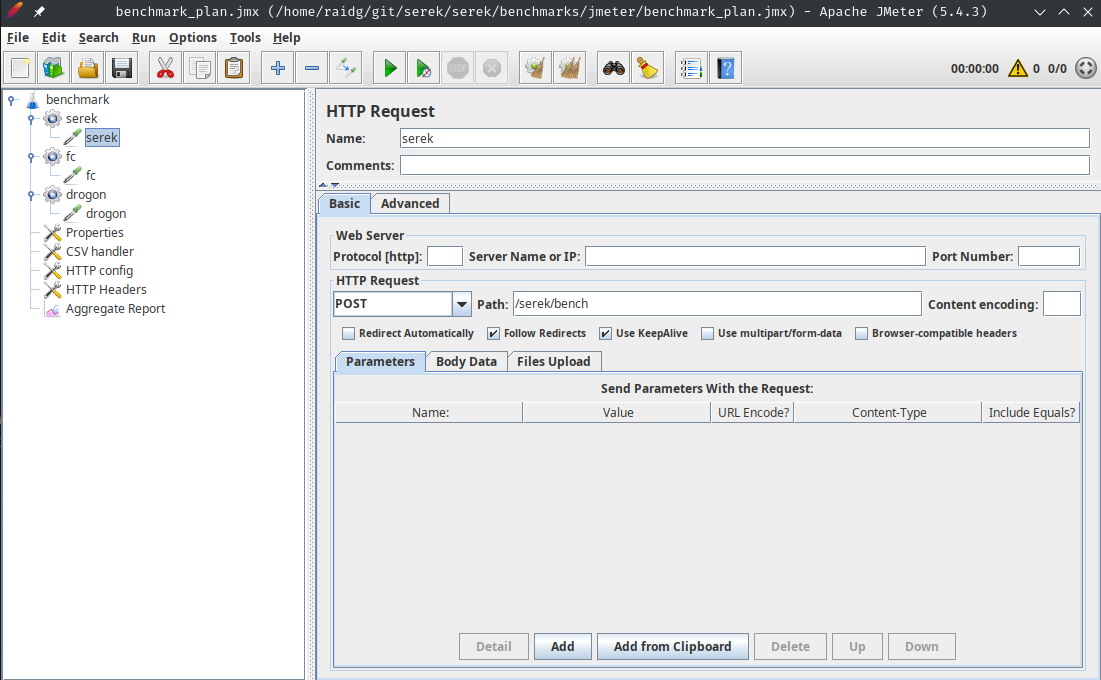 benchmark_plan.jmx (/home/raidg/git/serek/serek/benchmarks/jmeter/benchmark_plan.jmx) - Apache JMeter (5.4.3)
File Edit Search Run Options Tools Help
STOP 00:00:00 0 0/0
benchmark
serek
serek
fc
fc
drogon
drogon
Properties
CSV handler
HTTP config
HTTP Headers
Aggregate Report
HTTP Request
Name: serek
Comments:
Basic Advanced
Web Server
Protocol [http]: Server Name or IP: Port Number:
HTTP Request
POST Path: /serek/bench Content encoding:
Redirect Automatically Follow Redirects Use KeepAlive Use multipart/form-data Browser-compatible headers
Parameters Body Data Files Upload
Send Parameters With the Request:
Name: Value URL Encode? Content-Type Include Equals?
Detail Add Add from Clipboard Delete Up Down